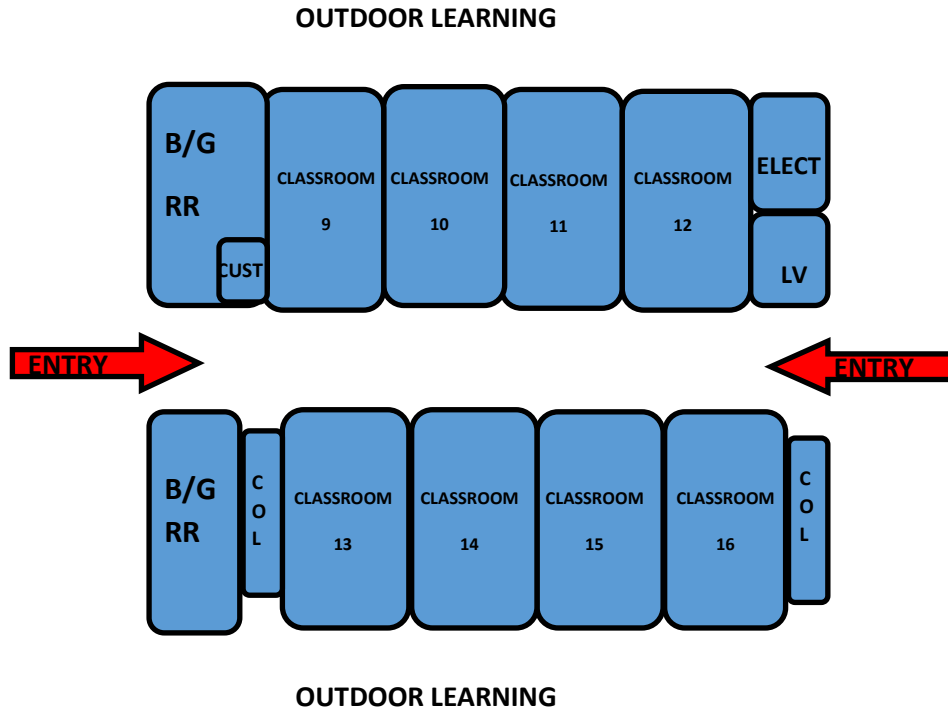 OUTDOOR LEARNING
B/G
RR
CUST
CLASSROOM
9
CLASSROOM
10
CLASSROOM
11
CLASSROOM
12
ELECT
LV
ENTRY
ENTRY
B/G
RR
C
O
L
CLASSROOM
13
CLASSROOM
14
CLASSROOM
15
CLASSROOM
16
C
O
L
OUTDOOR LEARNING